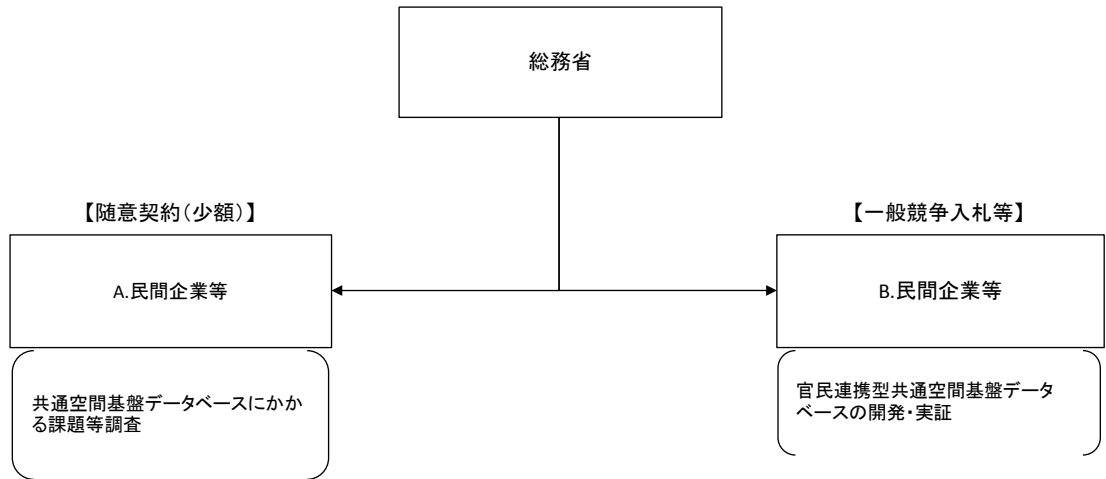 総務省
【随意契約(少額)】
【一般競争入札等】
A.民間企業等
B.民間企業等
共通空間基盤データベースにかか
る課題等調査
官民連携型共通空間基盤データ
ベースの開発・実証